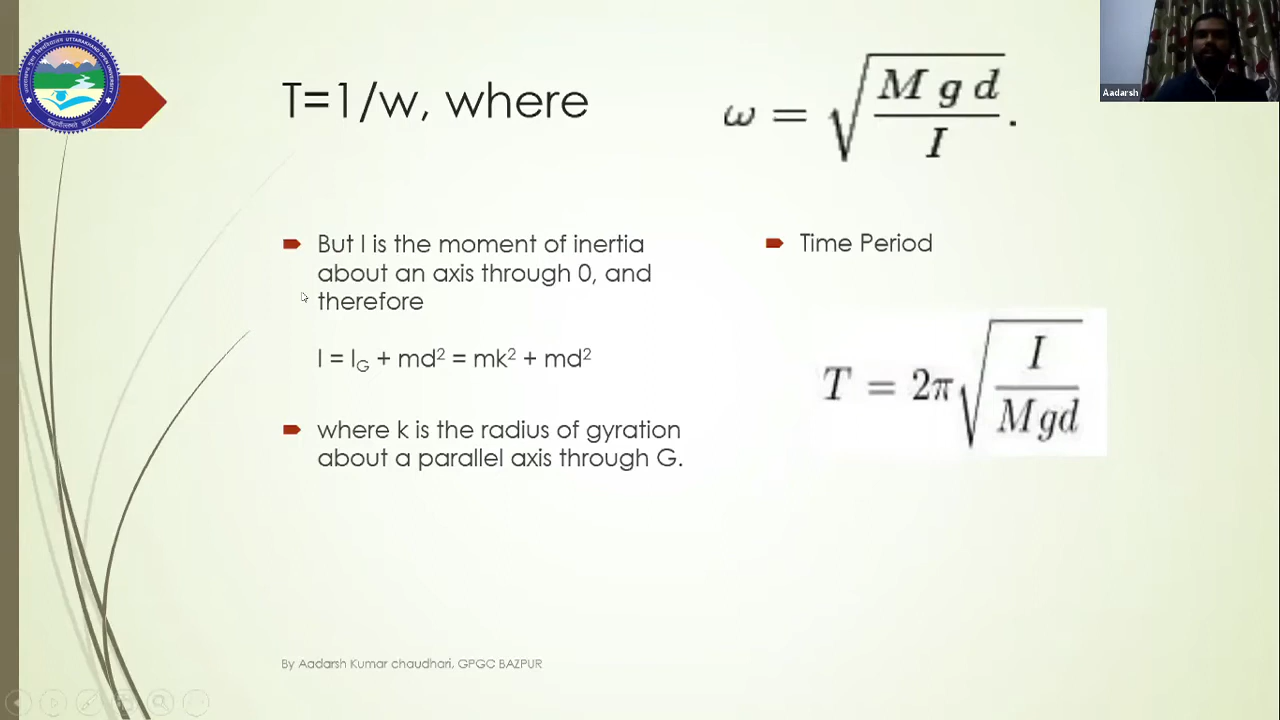 T=1/w, where
ω = √(M g d / I).
Aadarsh
But I is the moment of inertia
about an axis through 0, and
therefore
I = I_G + md² = mk² + md²
where k is the radius of gyration
about a parallel axis through G.
Time Period
T = 2π√(I / Mgd)
By Aadarsh Kumar chaudhari, GPGC BAZPUR